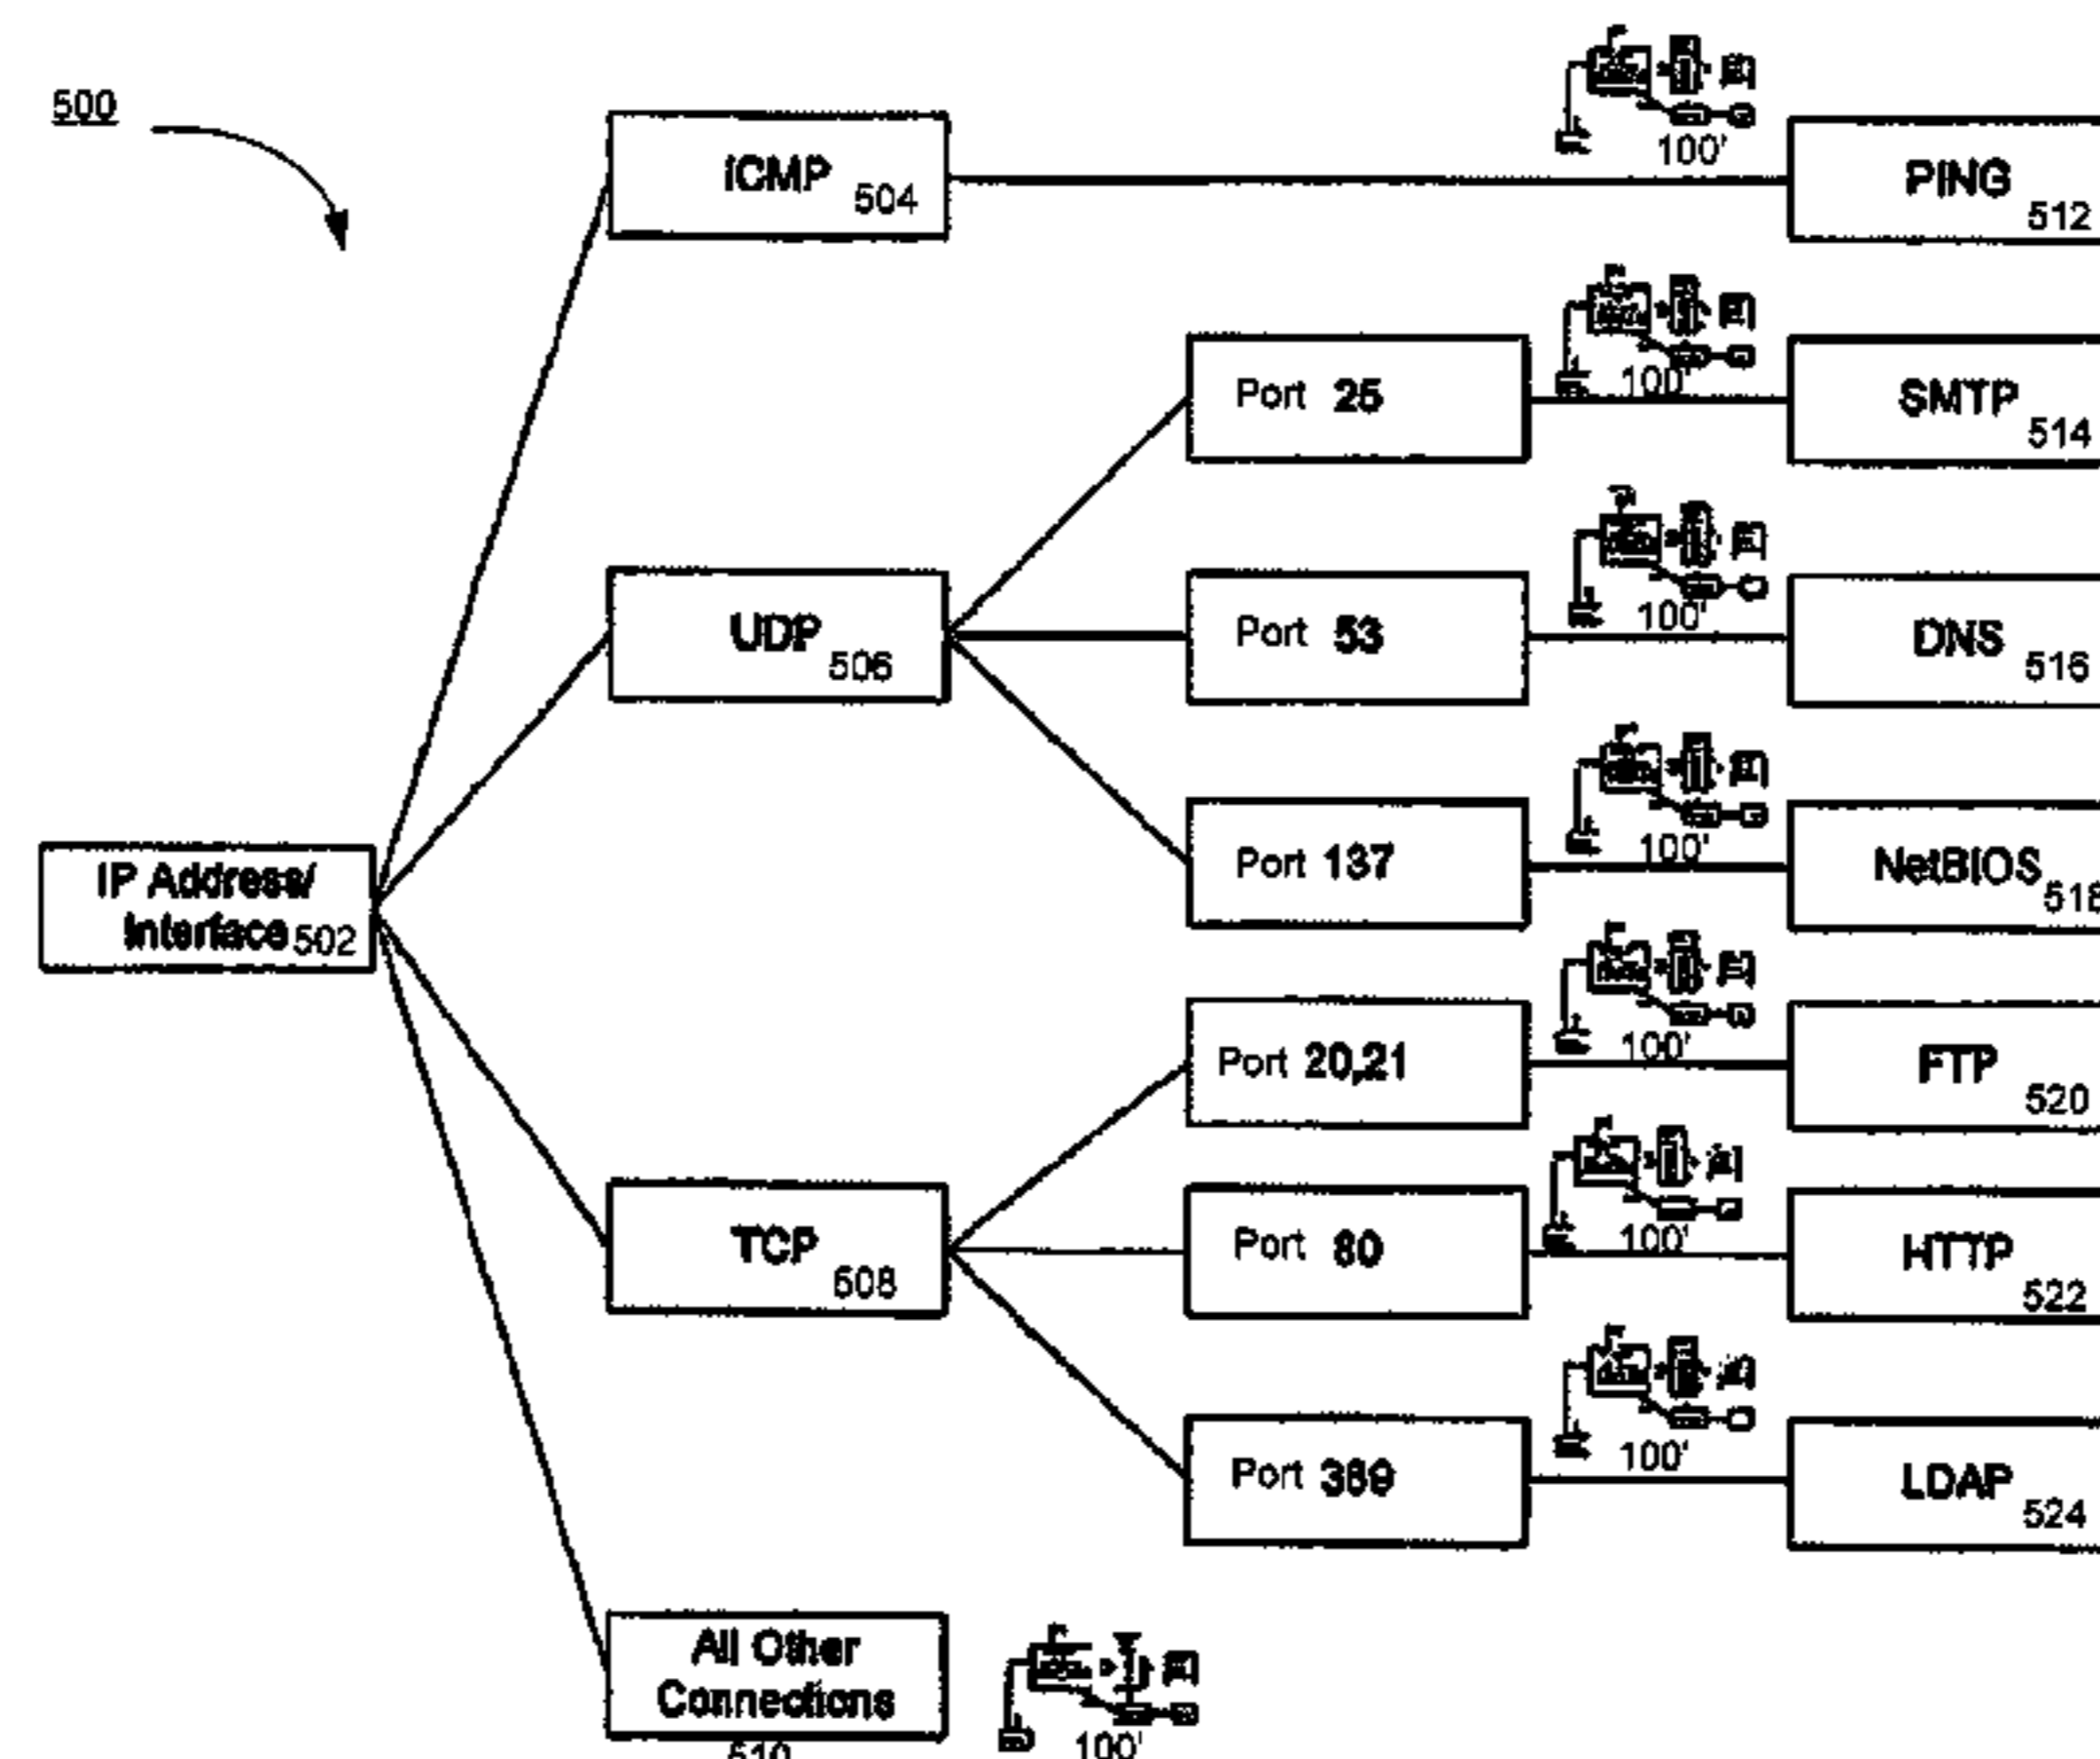 500
ICMP
504
100'
PING
512
Port 25
100'
SMTP
514
UDP
506
Port 53
100'
DNS
516
Port 137
100'
NetBIOS
518
IP Address/
Interface 502
Port 20,21
100'
FTP
520
TCP
508
Port 80
100'
HTTP
522
Port 389
100'
LDAP
524
All Other
Connections
510
100'